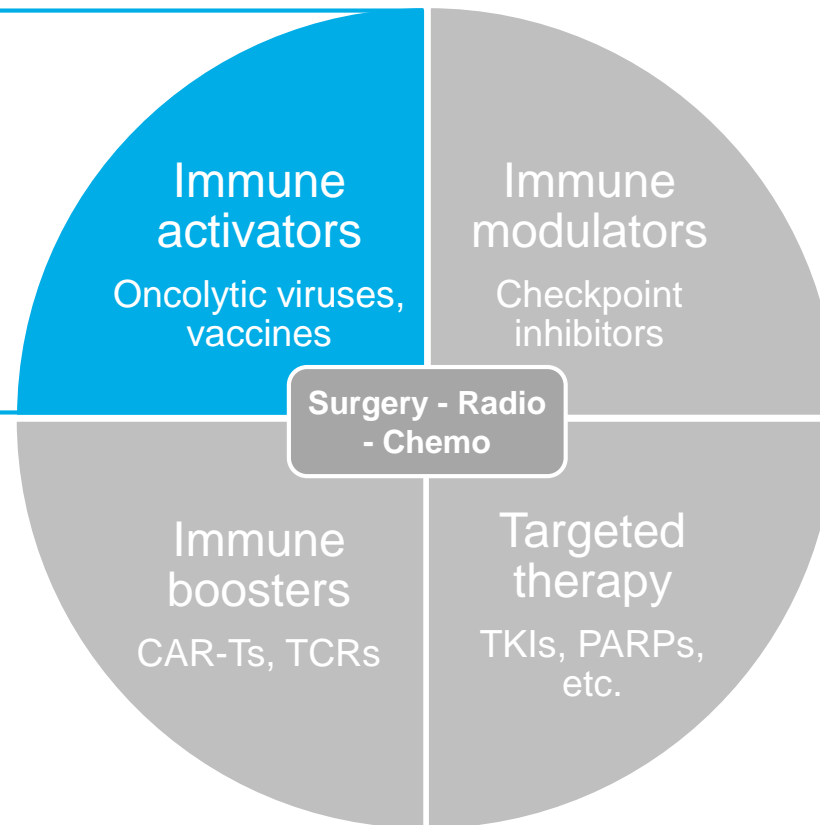 Immune
activators
Oncolytic viruses,
vaccines
Immune
modulators
Checkpoint
inhibitors
Surgery - Radio
- Chemo
Immune
boosters
CAR-Ts, TCRs
Targeted
therapy
TKIs, PARPs,
etc.